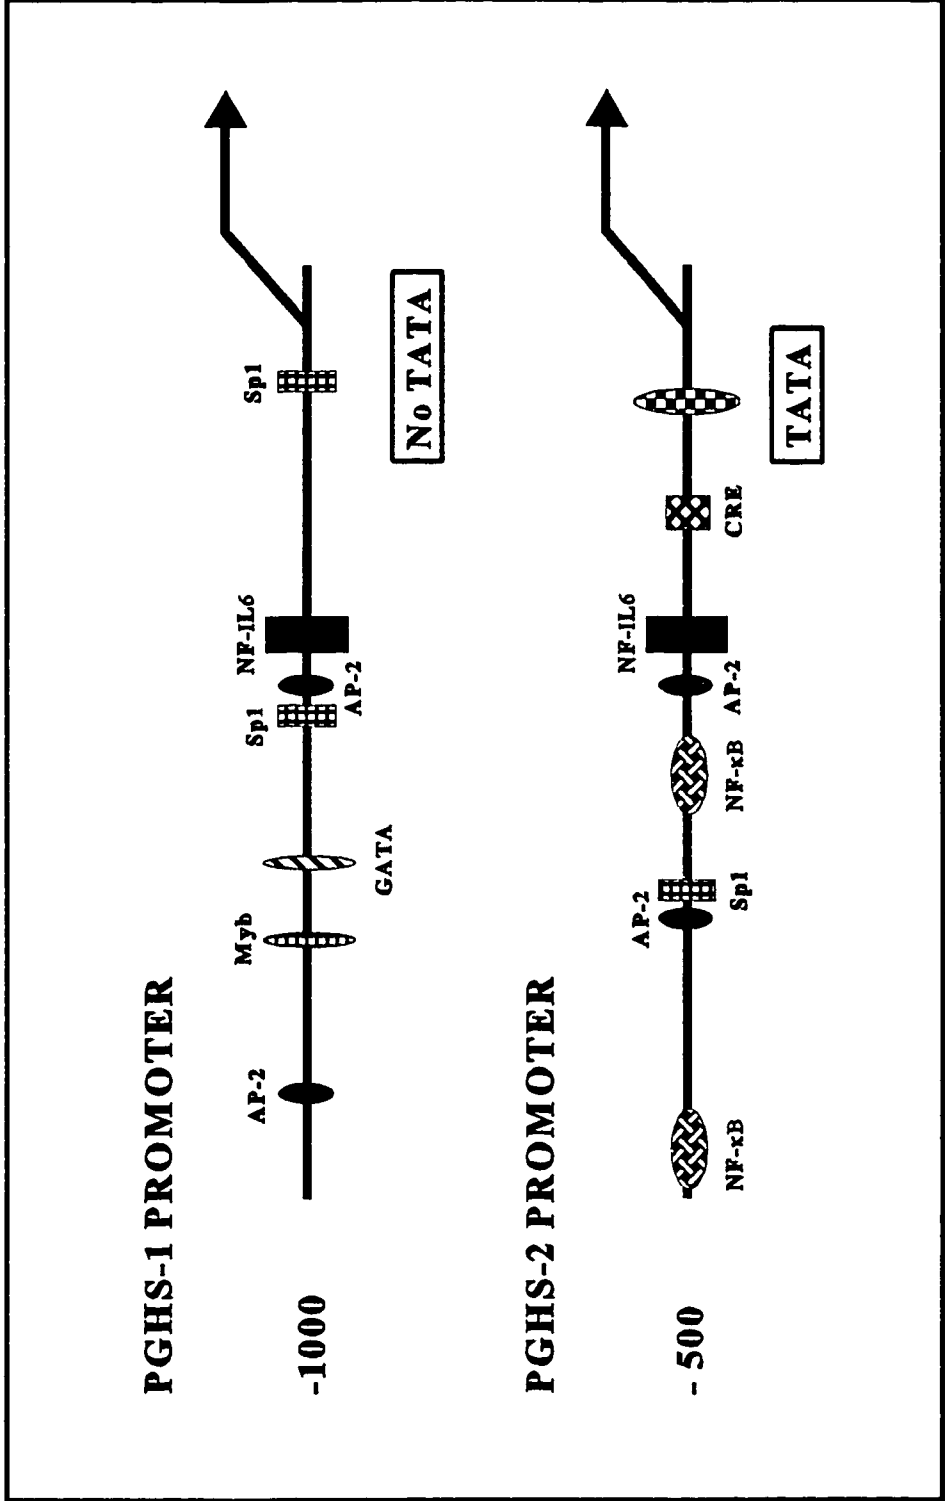 PGHS-1 PROMOTER
-1000
AP-2
Myb
GATA
Sp1
AP-2
NF-IL6
Sp1
No TATA
PGHS-2 PROMOTER
- 500
NF-κB
AP-2
Sp1
NF-κB
AP-2
NF-IL6
CRE
TATA